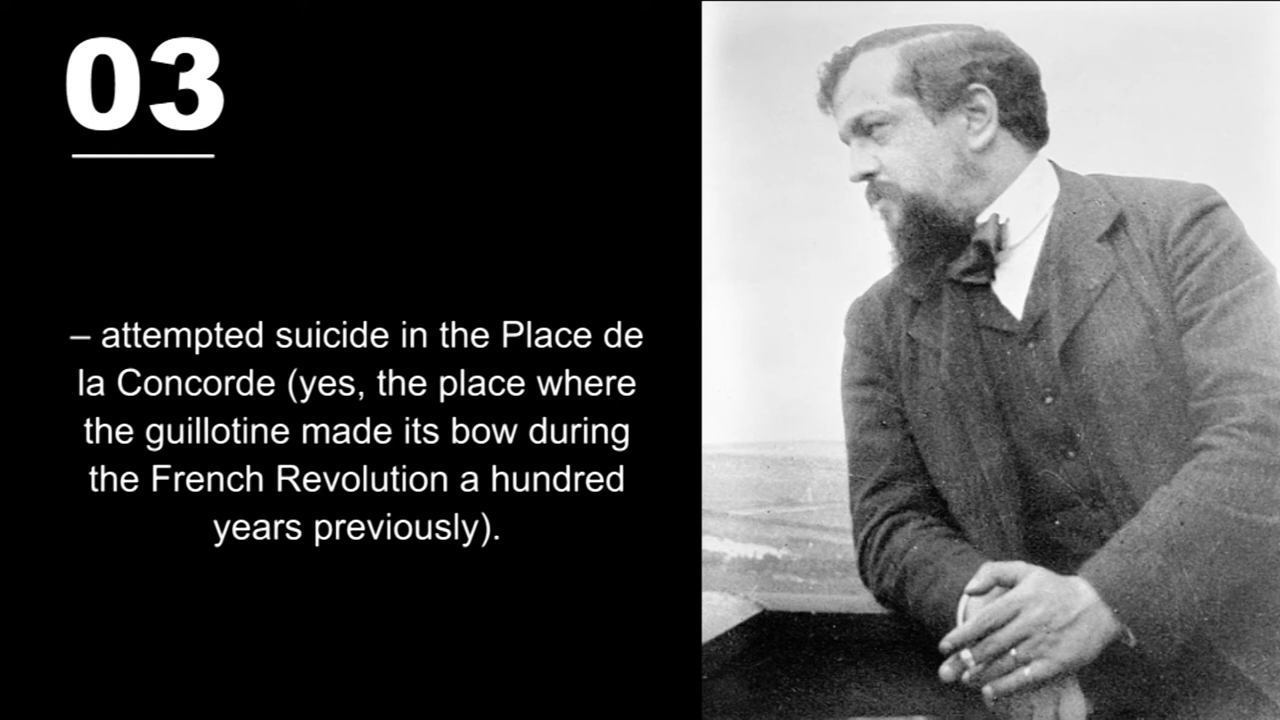 03
– attempted suicide in the Place de
la Concorde (yes, the place where
the guillotine made its bow during
the French Revolution a hundred
years previously).